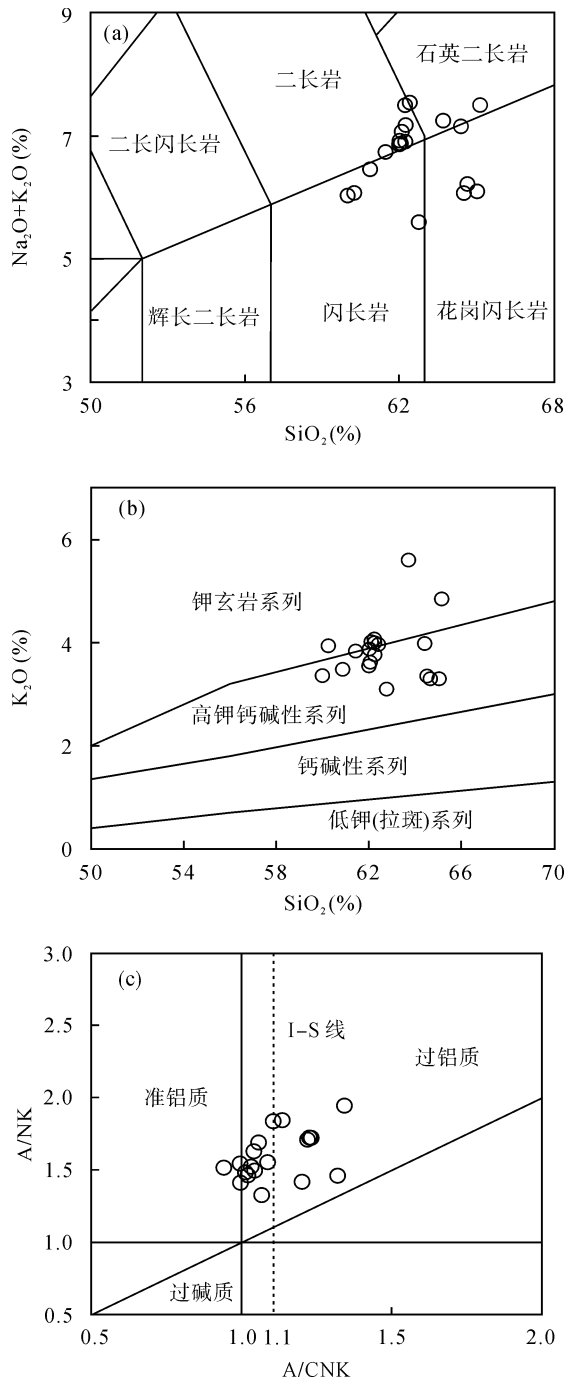 (a)
9
7
5
3
Na₂O+K₂O (%)
石英二长岩
二长岩
二长闪长岩
辉长二长岩
闪长岩
花岗闪长岩
50 56 62 68
SiO₂(%)
(b)
6
4
2
0
K₂O (%)
钾玄岩系列
高钾钙碱性系列
钙碱性系列
低钾(拉斑)系列
50 54 58 62 66 70
SiO₂(%)
(c)
3.0
2.5
2.0
1.5
1.0
0.5
A/NK
I-S 线
过铝质
准铝质
过碱质
0.5 1.0 1.1 1.5 2.0
A/CNK